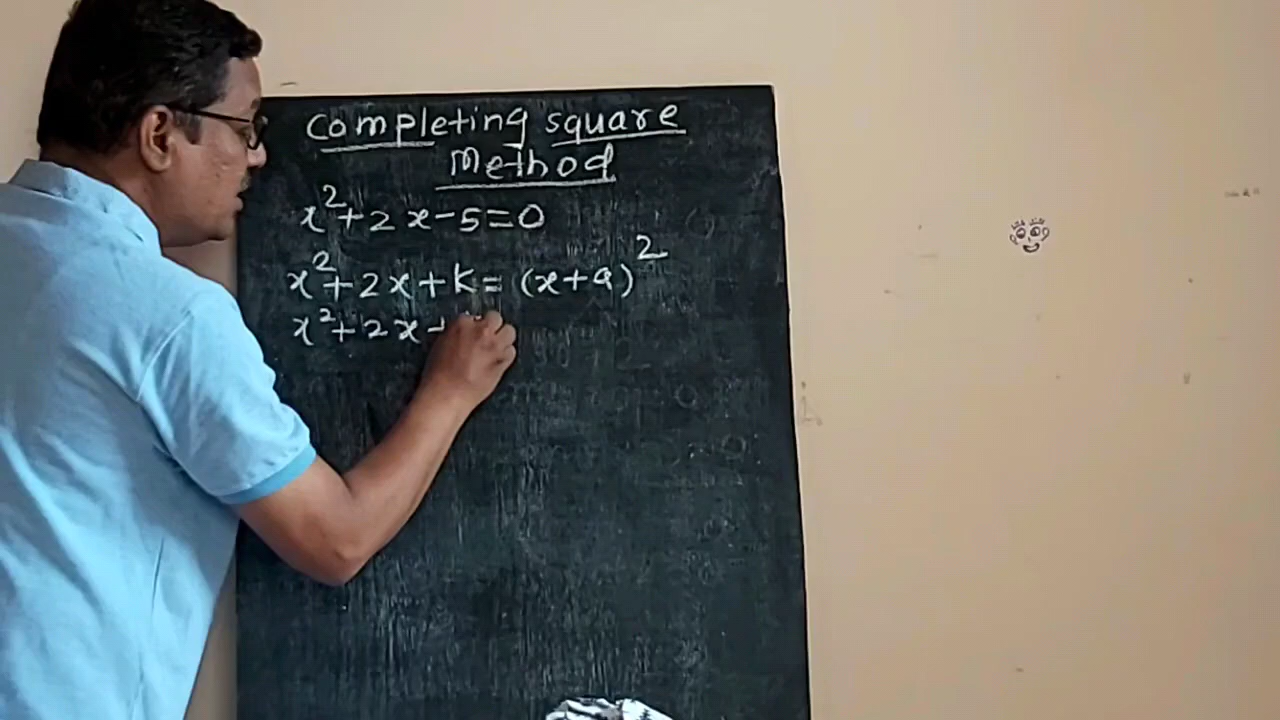 Completing square
Method
x²+2x-5=0
x²+2x+k=(x+a)²
x²+2x+